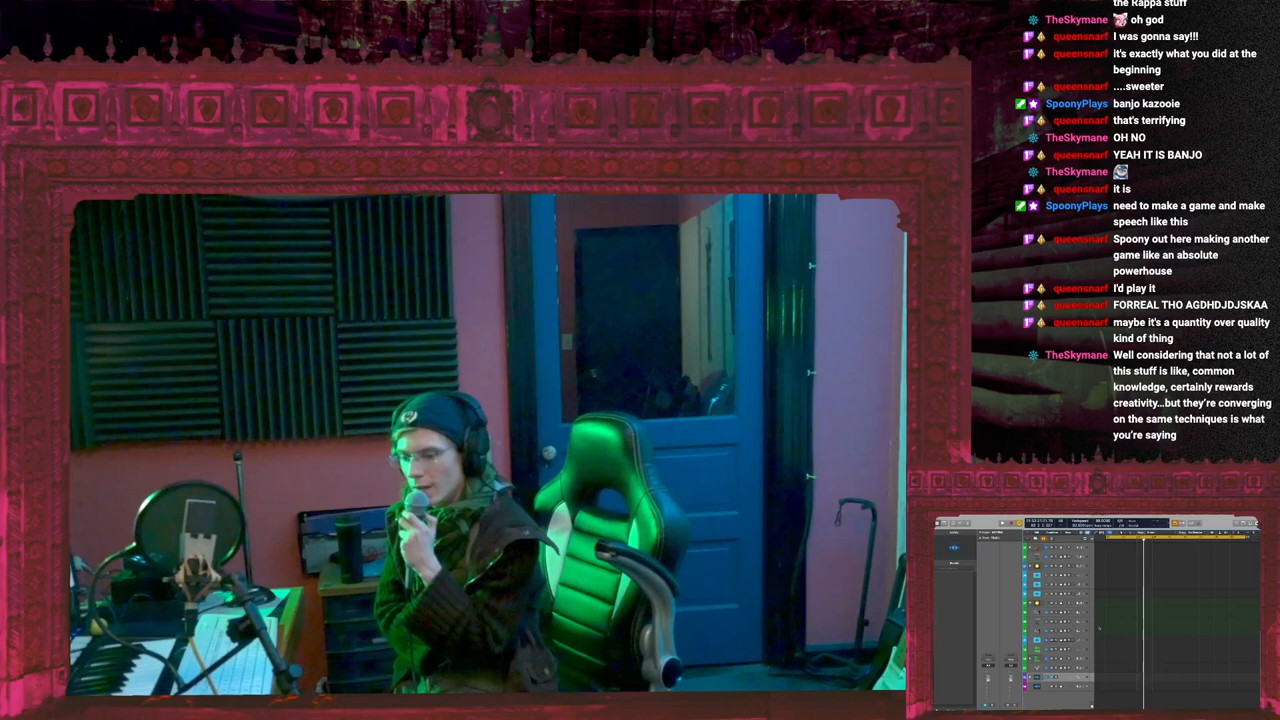 the Rappa stuff
TheSkymane oh god
queensnarf I was gonna say!!!
queensnarf it's exactly what you did at the
beginning
queensnarf ....sweeter
SpoonyPlays banjo kazooie
queensnarf that's terrifying
TheSkymane OH NO
queensnarf YEAH IT IS BANJO
TheSkymane
queensnarf it is
SpoonyPlays need to make a game and make
speech like this
queensnarf Spoony out here making another
game like an absolute
powerhouse
queensnarf I'd play it
queensnarf FORREAL THO AGDHDJDJSKAA
queensnarf maybe it's a quantity over quality
kind of thing
TheSkymane Well considering that not a lot of
this stuff is like, common
knowledge, certainly rewards
creativity...but they're converging
on the same techniques is what
you're saying